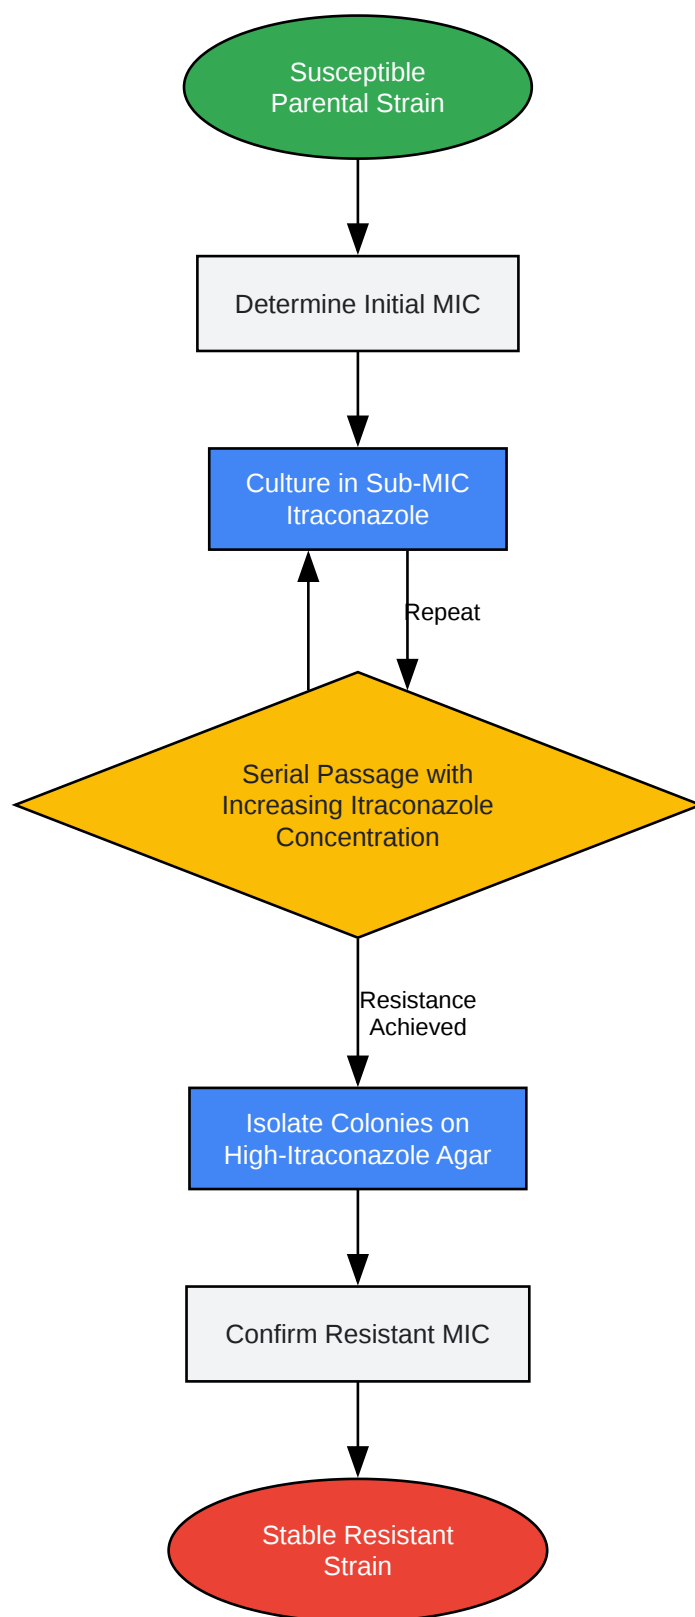 Susceptible
Parental Strain
Determine Initial MIC
Culture in Sub-MIC
Itraconazole
Repeat
Serial Passage with
Increasing Itraconazole
Concentration
Resistance
Achieved
Isolate Colonies on
High-Itraconazole Agar
Confirm Resistant MIC
Stable Resistant
Strain